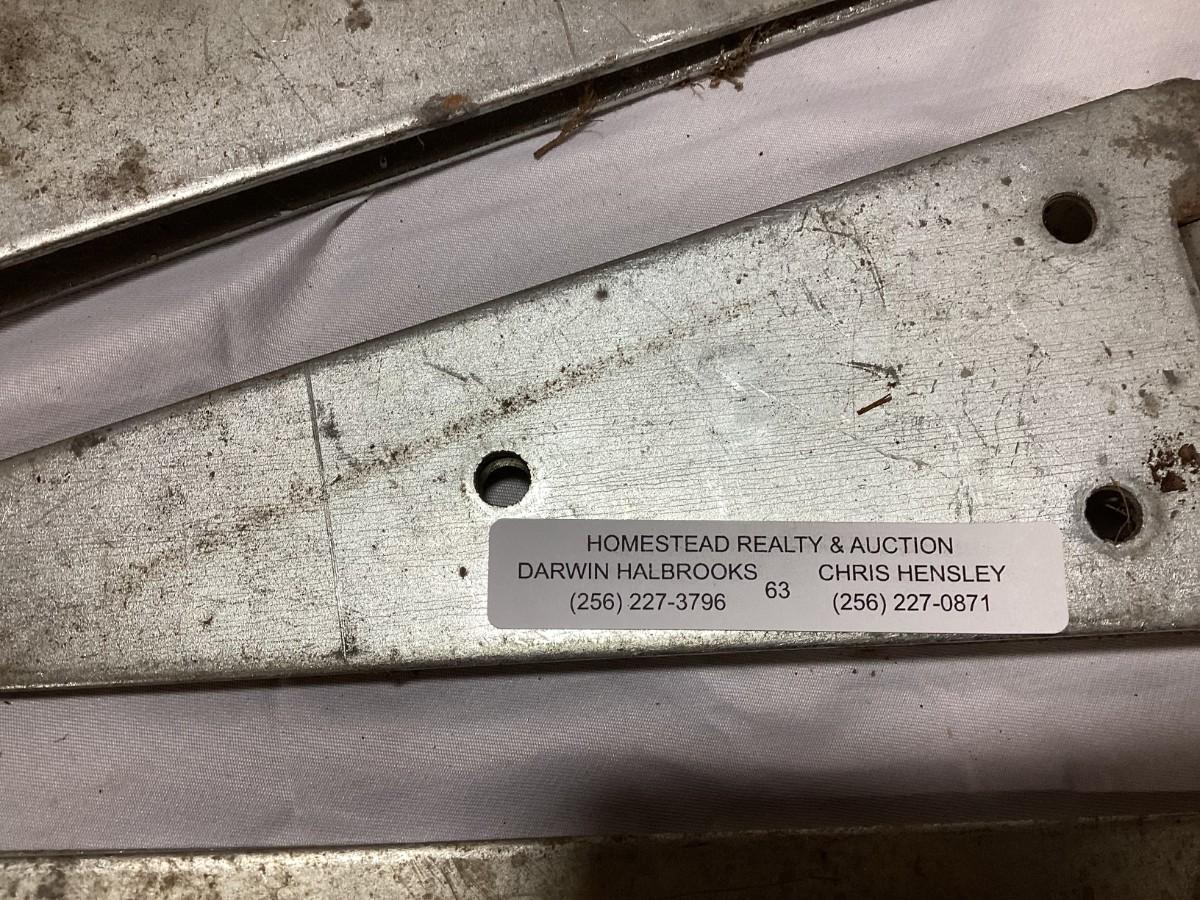 HOMESTEAD REALTY & AUCTION
DARWIN HALBROOKS CHRIS HENSLEY
63
(256) 227-3796 (256) 227-0871